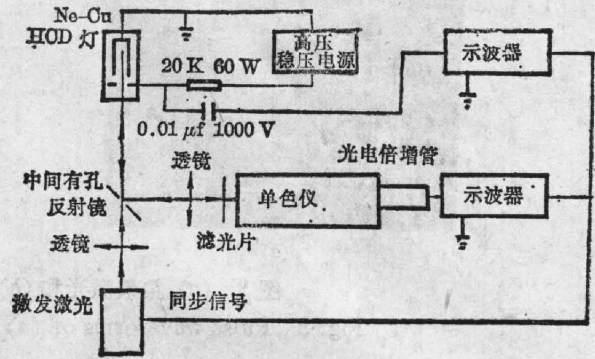 Ne-Cu
HCD 灯
高压
稳压电源
示波器
20 K 60 W
0.01 μf 1000 V
透镜
光电倍增管
中间有孔
反射镜
单色仪
示波器
滤光片
透镜
激发激光
同步信号